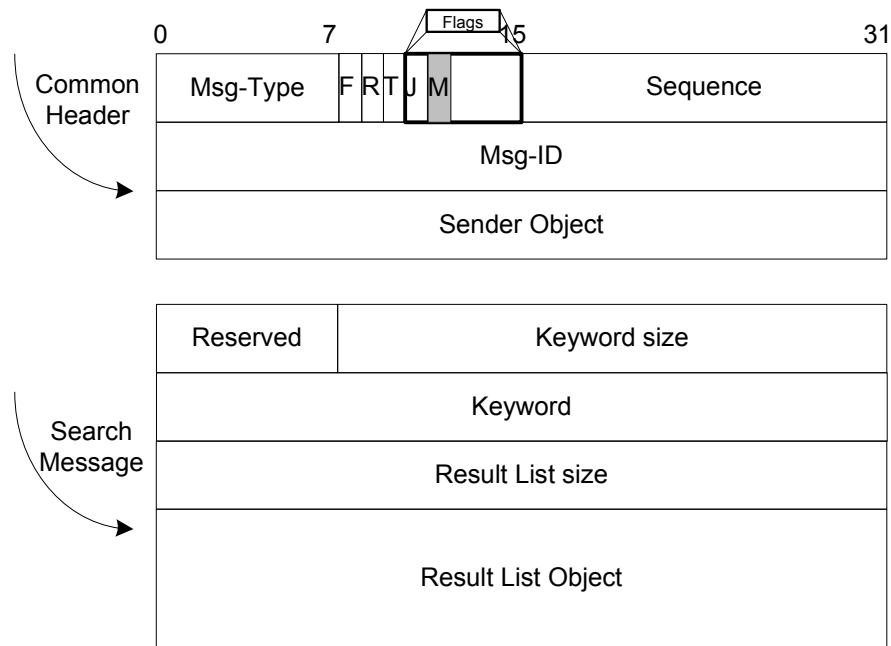 Flags
0 7 15 31
Common
Header
Msg-Type F R T J M Sequence
Msg-ID
Sender Object
Reserved Keyword size
Keyword
Search
Message
Result List size
Result List Object